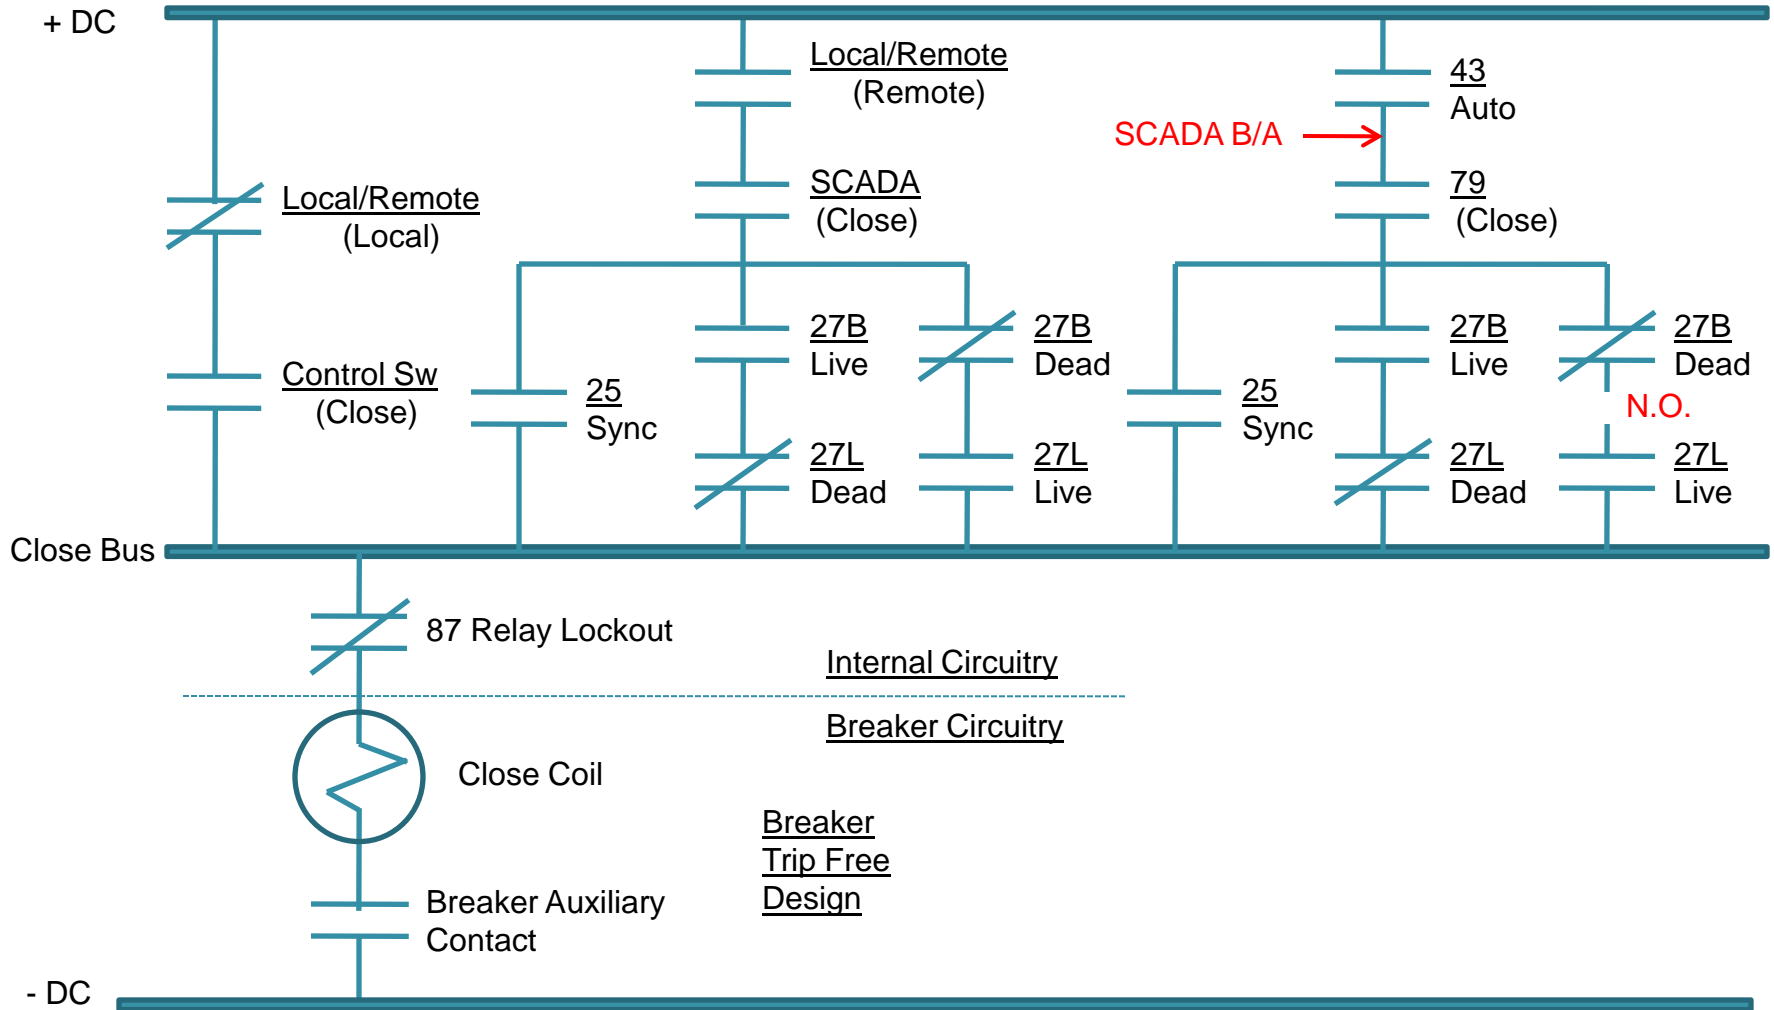 + DC
Local/Remote
(Remote)
43
Auto
SCADA B/A
Local/Remote
(Local)
SCADA
(Close)
79
(Close)
Control Sw
(Close)
25
Sync
27B
Live
27B
Dead
27L
Dead
27L
Live
25
Sync
27B
Live
27B
Dead
N.O.
27L
Dead
27L
Live
Close Bus
87 Relay Lockout
Internal Circuitry
Breaker Circuitry
Close Coil
Breaker
Trip Free
Design
Breaker Auxiliary
Contact
- DC